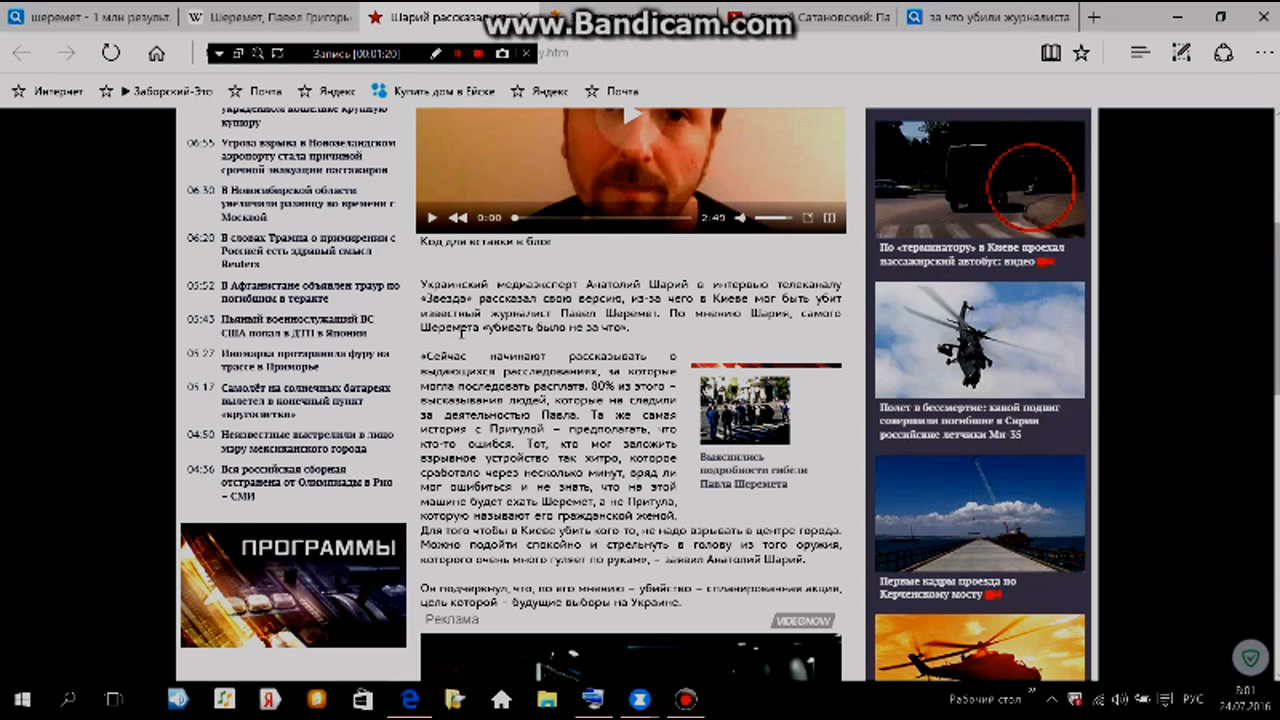 www.Bandicam.com
шеремет - 1 млн результ.
Шеремет, Павел Григорь
Шарий рассказал
Сатановский: Па
за что убили журналиста
Запись [00:01:20]
y.htm
Интернет
Заборский-Это
Почта
Яндекс
Купить дом в Ейске
Яндекс
Почта
украденном кошельке крупную
купюру
06:55 Угроза взрыва в Новозеландском
аэропорту стала причиной
срочной эвакуации пассажиров
06:30 В Новосибирской области
увеличили разницу во времени с
Москвой
06:20 В словах Трампа о примирении с
Россией есть здравый смысл -
Reuters
05:52 В Афганистане объявлен траур по
погибшим в теракте
05:43 Пьяный военнослужащий ВС
США попал в ДТП в Японии
05:27 Иномарка протаранила фуру на
трассе в Приморье
05:17 Самолёт на солнечных батареях
вылетел в конечный пункт
«кругосветки»
04:50 Неизвестные выстрелили в лицо
мэру мексиканского города
04:36 Вся российская сборная
отстранена от Олимпиады в Рио
– СМИ
ПРОГРАММЫ
0:00
2:49
Код для вставки в блог
Украинский медиаэксперт Анатолий Шарий в интервью телеканалу
«Звезда» рассказал свою версию, из-за чего в Киеве мог быть убит
известный журналист Павел Шеремет. По мнению Шария, самого
Шеремета «убивать было не за что».
«Сейчас начинают рассказывать о
выдающихся расследованиях, за которые
могла последовать расплата. 80% из этого –
высказывания людей, которые не следили
за деятельностью Павла. Та же самая
история с Притулой – предполагать, что
кто-то ошибся. Тот, кто мог заложить
взрывное устройство так хитро, которое
сработало через несколько минут, вряд ли
мог ошибиться и не знать, что на этой
машине будет ехать Шеремет, а не Притула,
которую называют его гражданской женой.
Для того чтобы в Киеве убить кого-то, не надо взрывать в центре города.
Можно подойти спокойно и стрельнуть в голову из того оружия,
которого очень много гуляет по рукам», – заявил Анатолий Шарий.
Он подчеркнул, что, по его мнению – убийство – спланированная акция,
цель которой – будущие выборы на Украине.
Выяснились
подробности гибели
Павла Шеремета
Реклама
VIDEONOW
По «терминатору» в Киеве проехал
пассажирский автобус: видео
Полет в бессмертие: какой подвиг
совершили погибшие в Сирии
российские летчики Ми-35
Первые кадры проезда по
Керченскому мосту
Рабочий стол
РУС
8:01
24.07.2016